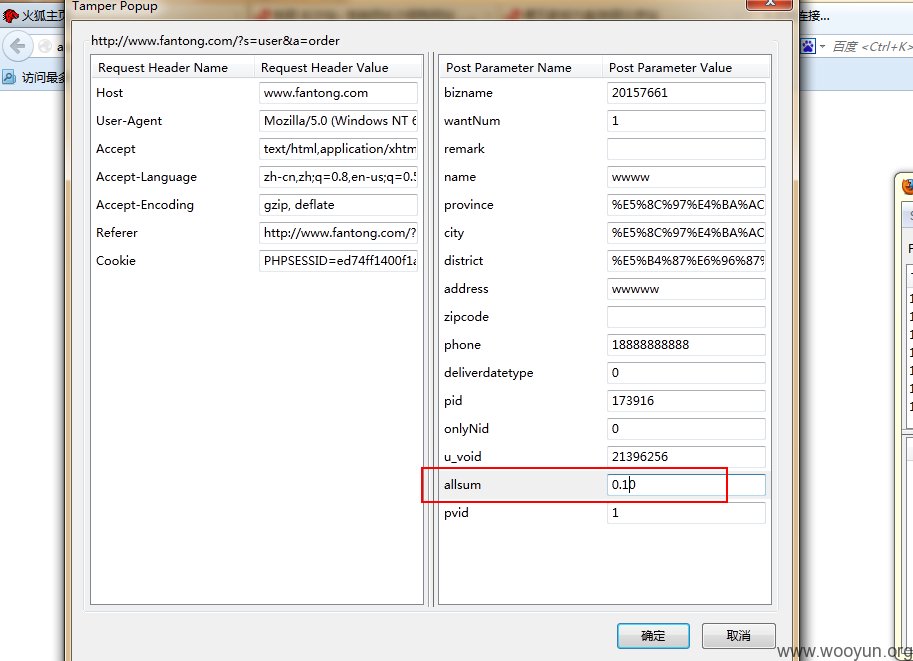 Tamper Popup
火狐主页
连接...
百度 <Ctrl+K>
访问最多
http://www.fantong.com/?s=user&a=order
Request Header Name Request Header Value
Post Parameter Name Post Parameter Value
Host www.fantong.com
bizname 20157661
User-Agent Mozilla/5.0 (Windows NT 6
wantNum 1
Accept text/html,application/xhtm
remark
Accept-Language zh-cn,zh;q=0.8,en-us;q=0.5
name wwww
Accept-Encoding gzip, deflate
province %E5%8C%97%E4%BA%AC
Referer http://www.fantong.com/?
city %E5%8C%97%E4%BA%AC
Cookie PHPSESSID=ed74ff1400f1a
district %E5%B4%87%E6%96%87%
address wwwww
zipcode
phone 18888888888
deliverdatetype 0
pid 173916
onlyNid 0
u_void 21396256
allsum 0.10
pvid 1
确定 取消
www.wooyun.org